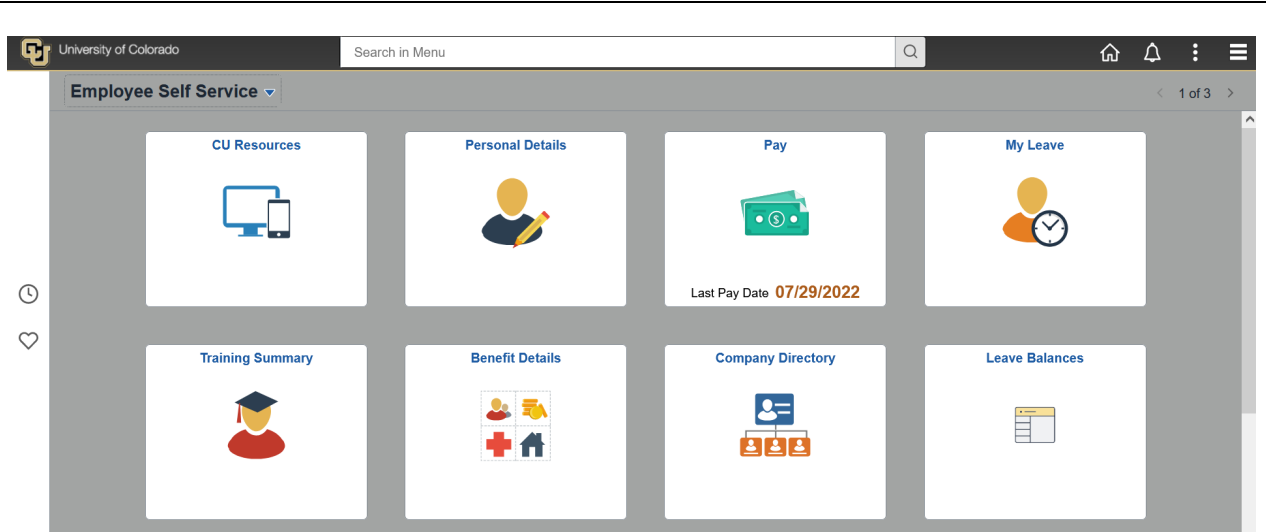 University of Colorado
Search in Menu
Employee Self Service
1 of 3
CU Resources
Personal Details
Pay
My Leave
Last Pay Date 07/29/2022
Training Summary
Benefit Details
Company Directory
Leave Balances